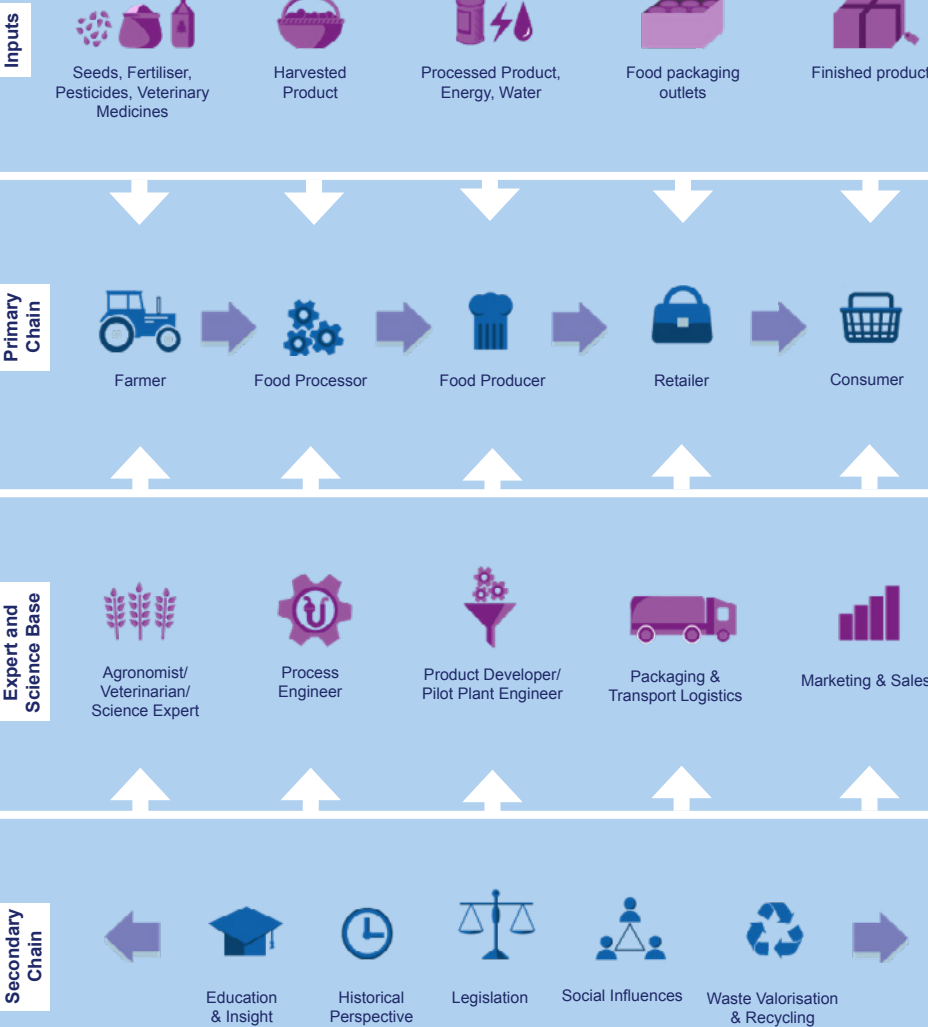 Inputs
Seeds, Fertiliser,
Pesticides, Veterinary
Medicines
Harvested
Product
Processed Product,
Energy, Water
Food packaging
outlets
Finished product
Primary
Chain
Farmer
Food Processor
Food Producer
Retailer
Consumer
Expert and
Science Base
Agronomist/
Veterinarian/
Science Expert
Process
Engineer
Product Developer/
Pilot Plant Engineer
Packaging &
Transport Logistics
Marketing & Sales
Secondary
Chain
Education
& Insight
Historical
Perspective
Legislation
Social Influences
Waste Valorisation
& Recycling